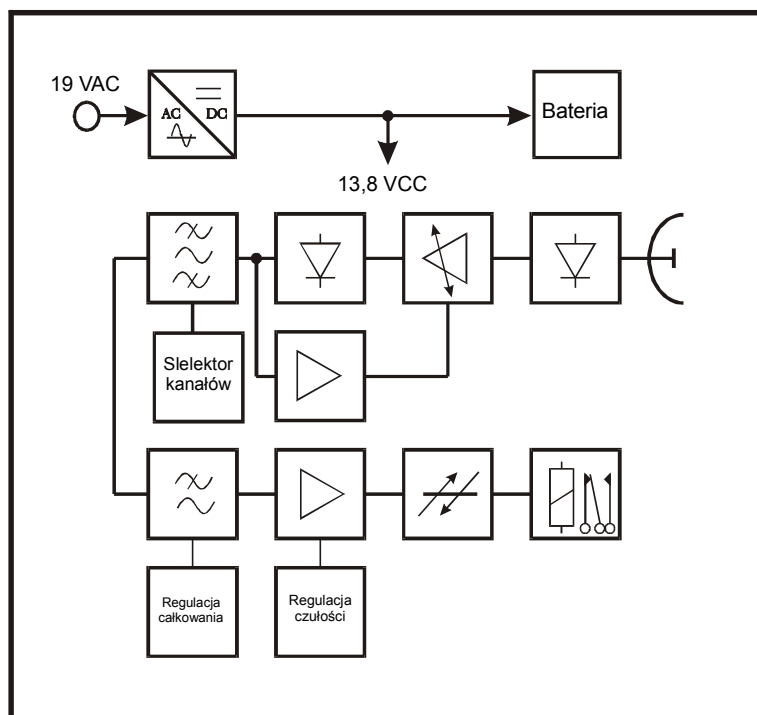 19 VAC
AC
DC
Bateria
13,8 VCC
Slelektor
kanałów
Regulacja
całkowania
Regulacja
czułości